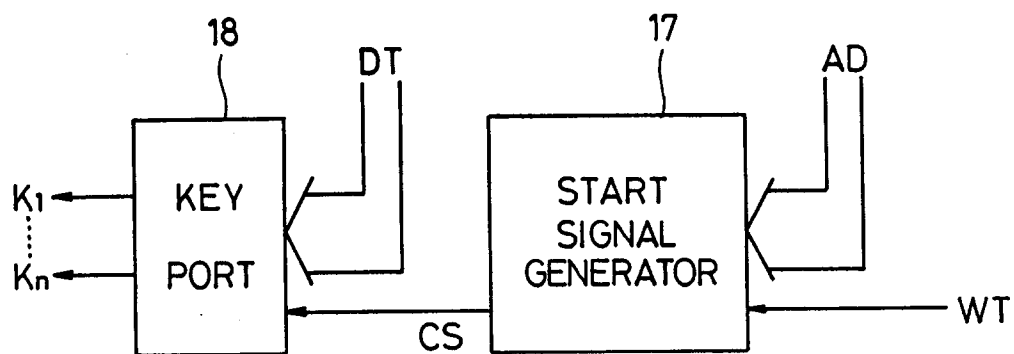 18
DT
17
AD
K1
KEY
START
SIGNAL
GENERATOR
Kn
PORT
CS
WT